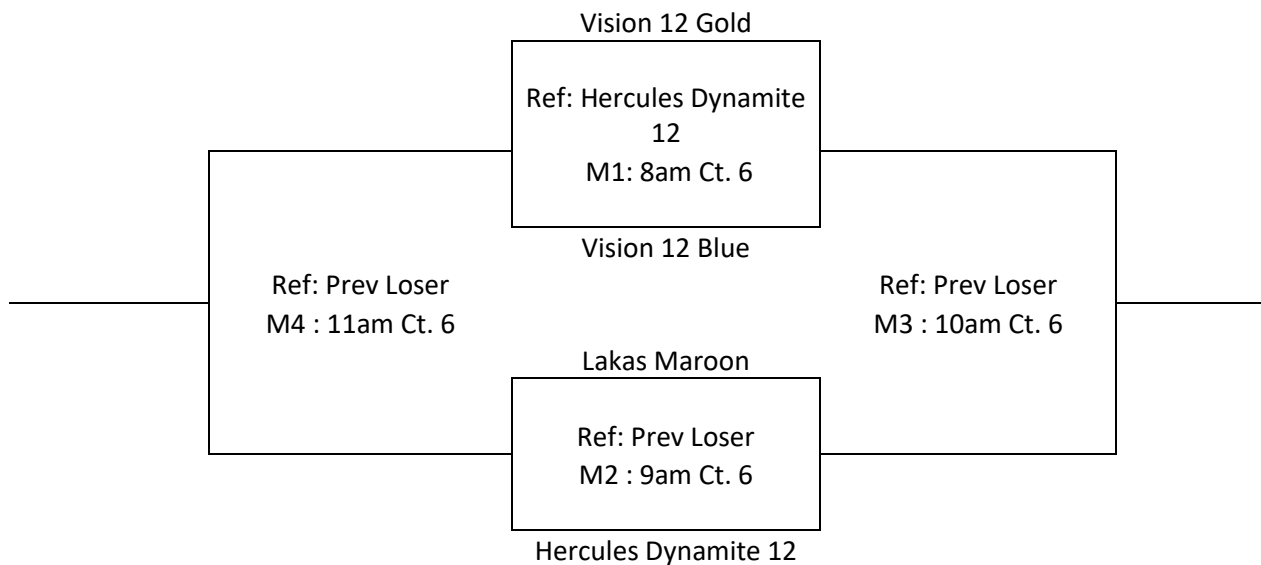 Vision 12 Gold
Ref: Hercules Dynamite
12
M1: 8am Ct. 6
Vision 12 Blue
Ref: Prev Loser
M4 : 11am Ct. 6
Ref: Prev Loser
M3 : 10am Ct. 6
Lakas Maroon
Ref: Prev Loser
M2 : 9am Ct. 6
Hercules Dynamite 12